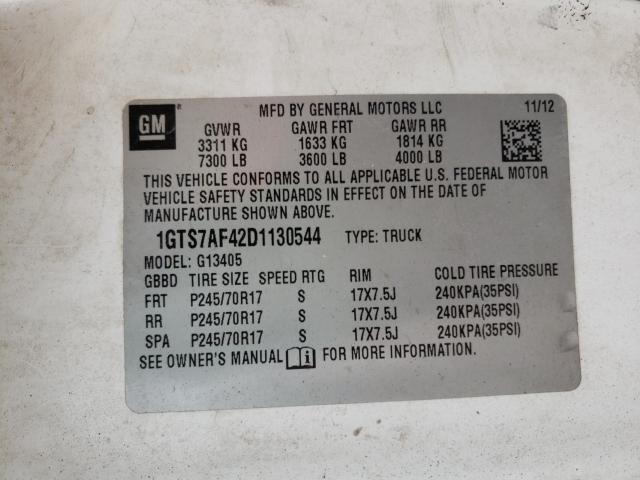 GM ® MFD BY GENERAL MOTORS LLC 11/12
GVWR GAWR FRT GAWR RR
3311 KG 1633 KG 1814 KG
7300 LB 3600 LB 4000 LB
THIS VEHICLE CONFORMS TO ALL APPLICABLE U.S. FEDERAL MOTOR
VEHICLE SAFETY STANDARDS IN EFFECT ON THE DATE OF
MANUFACTURE SHOWN ABOVE.
1GTS7AF42D1130544 TYPE: TRUCK
MODEL: G13405
GBBD TIRE SIZE SPEED RTG RIM COLD TIRE PRESSURE
FRT P245/70R17 S 17X7.5J 240KPA(35PSI)
RR P245/70R17 S 17X7.5J 240KPA(35PSI)
SPA P245/70R17 S 17X7.5J 240KPA(35PSI)
SEE OWNER'S MANUAL FOR MORE INFORMATION.